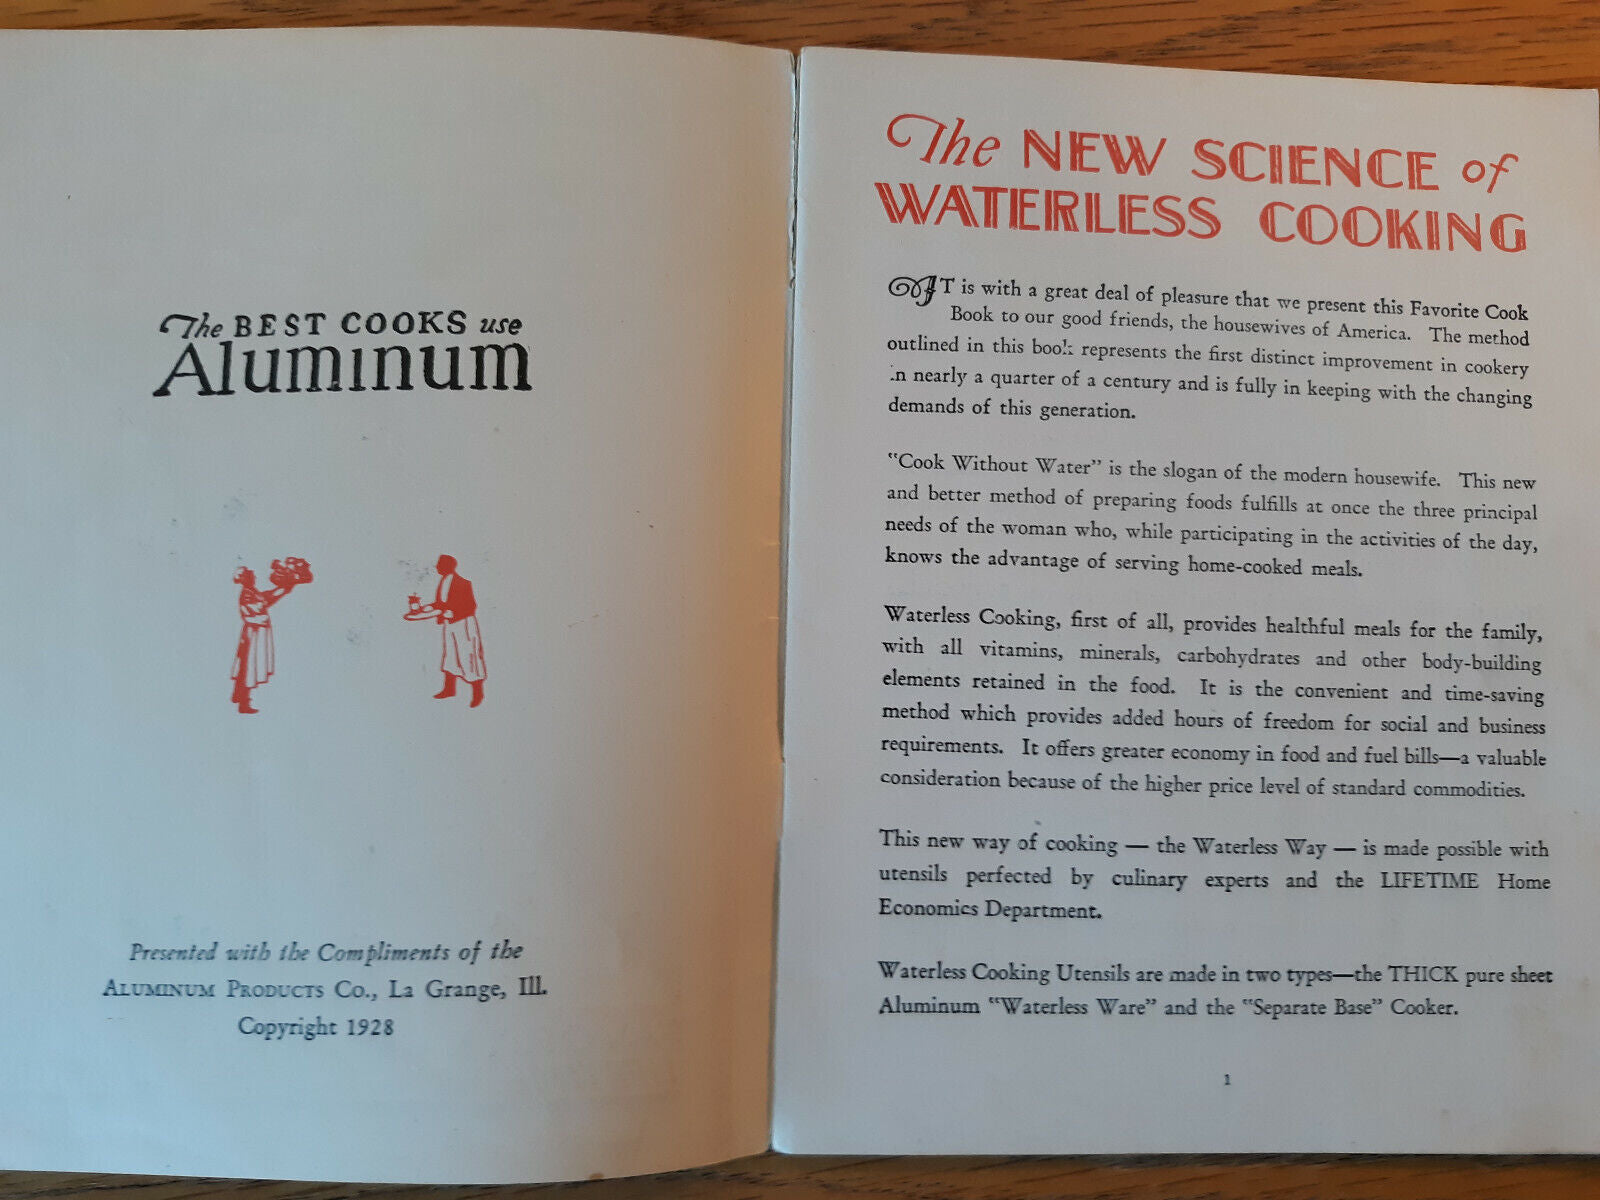 The BEST COOKS use
Aluminum
Presented with the Compliments of the
ALUMINUM PRODUCTS CO., La Grange, Ill.
Copyright 1928
The NEW SCIENCE of
WATERLESS COOKING
IT is with a great deal of pleasure that we present this Favorite Cook
Book to our good friends, the housewives of America. The method
outlined in this book represents the first distinct improvement in cookery
in nearly a quarter of a century and is fully in keeping with the changing
demands of this generation.
"Cook Without Water" is the slogan of the modern housewife. This new
and better method of preparing foods fulfills at once the three principal
needs of the woman who, while participating in the activities of the day,
knows the advantage of serving home-cooked meals.
Waterless Cooking, first of all, provides healthful meals for the family,
with all vitamins, minerals, carbohydrates and other body-building
elements retained in the food. It is the convenient and time-saving
method which provides added hours of freedom for social and business
requirements. It offers greater economy in food and fuel bills—a valuable
consideration because of the higher price level of standard commodities.
This new way of cooking — the Waterless Way — is made possible with
utensils perfected by culinary experts and the LIFETIME Home
Economics Department.
Waterless Cooking Utensils are made in two types—the THICK pure sheet
Aluminum "Waterless Ware" and the "Separate Base" Cooker.
1